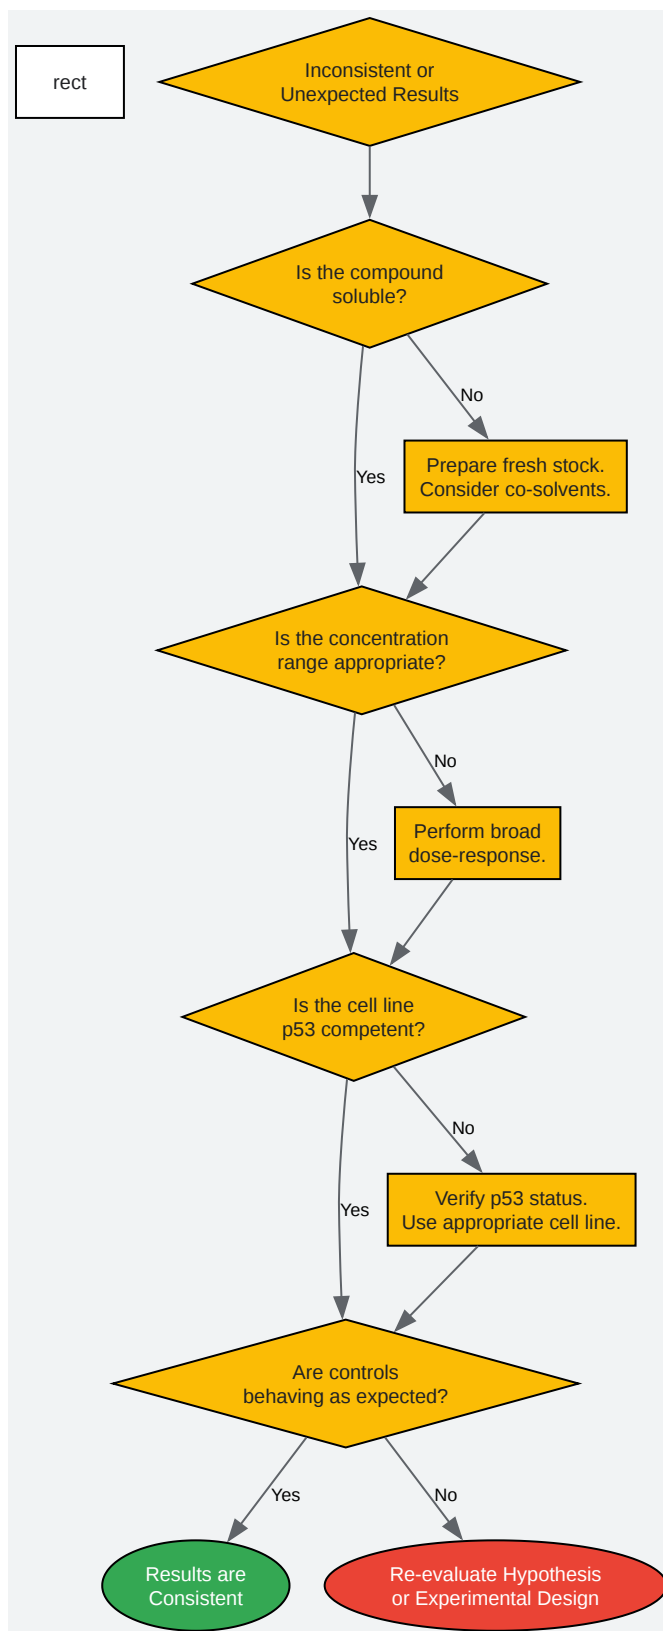 rect
Inconsistent or
Unexpected Results
Is the compound
soluble?
No
Yes
Prepare fresh stock.
Consider co-solvents.
Is the concentration
range appropriate?
No
Yes
Perform broad
dose-response.
Is the cell line
p53 competent?
No
Yes
Verify p53 status.
Use appropriate cell line.
Are controls
behaving as expected?
Yes
No
Results are
Consistent
Re-evaluate Hypothesis
or Experimental Design